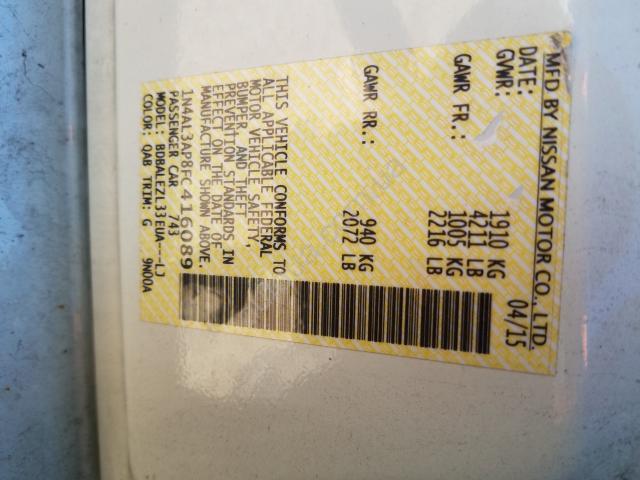 MFD BY NISSAN MOTOR CO., LTD.
DATE: 04/15
GVWR: 1910 KG
4211 LB
GAWR FR.: 1005 KG
2216 LB
GAWR RR.: 940 KG
2072 LB
THIS VEHICLE CONFORMS TO
ALL APPLICABLE FEDERAL
MOTOR VEHICLE SAFETY,
BUMPER, AND THEFT
PREVENTION STANDARDS IN
EFFECT ON THE DATE OF
MANUFACTURE SHOWN ABOVE.
1N4AL3AP8FC416089
PASSENGER CAR 743
MODEL: BDBALEZL33EUA--LJ
COLOR: QAB TRIM: G 9N00A